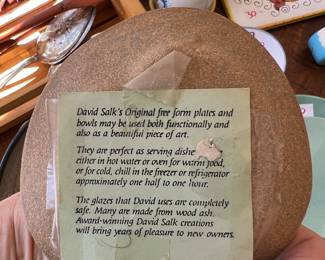 David Salk's Original free form plates and
bowls may be used both functionally and
also as a beautiful piece of art.
They are perfect as serving dishe
either in hot water or oven for warm food,
or for cold, chill in the freezer or refrigerator
approximately one half to one hour.
The glazes that David uses are completely
safe. Many are made from wood ash.
Award-winning David Salk creations
will bring years of pleasure to new owners.